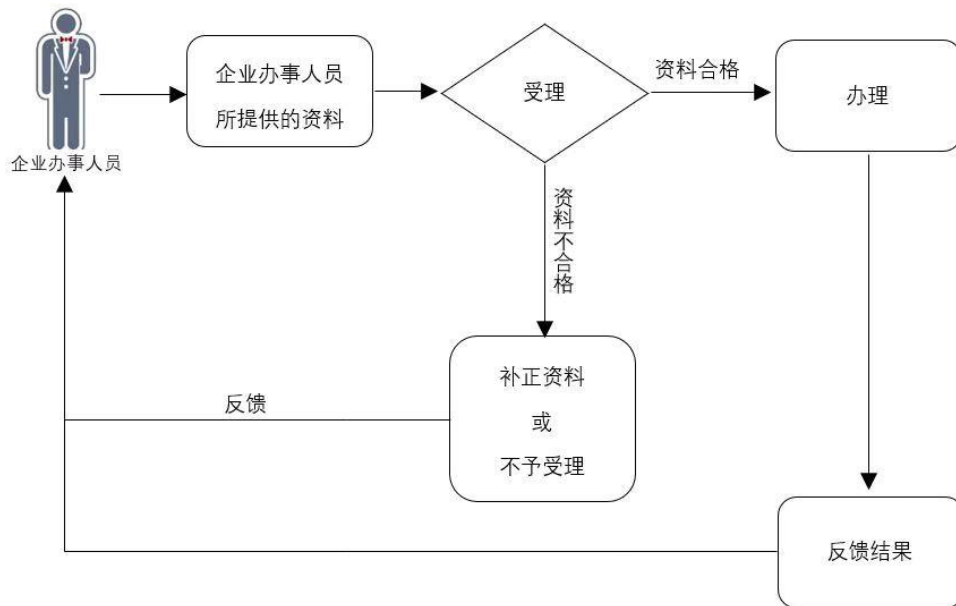 企业办事人员
企业办事人员
所提供的资料
受理
资料合格
办理
资料不合格
补正资料
或
不予受理
反馈
反馈结果